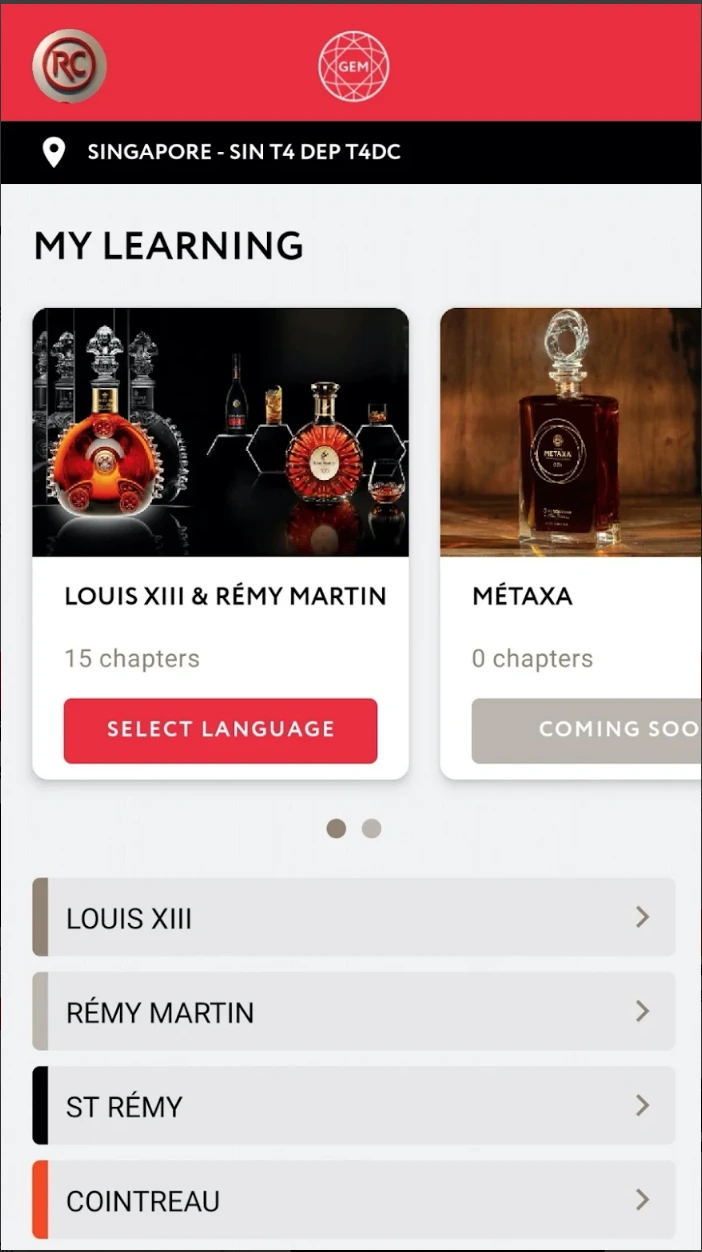 RC
GEM
SINGAPORE - SIN T4 DEP T4DC
MY LEARNING
METAXA
LOUIS XIII & RÉMY MARTIN
MÉTAXA
15 chapters
0 chapters
SELECT LANGUAGE
COMING SOO
LOUIS XIII
RÉMY MARTIN
ST RÉMY
COINTREAU